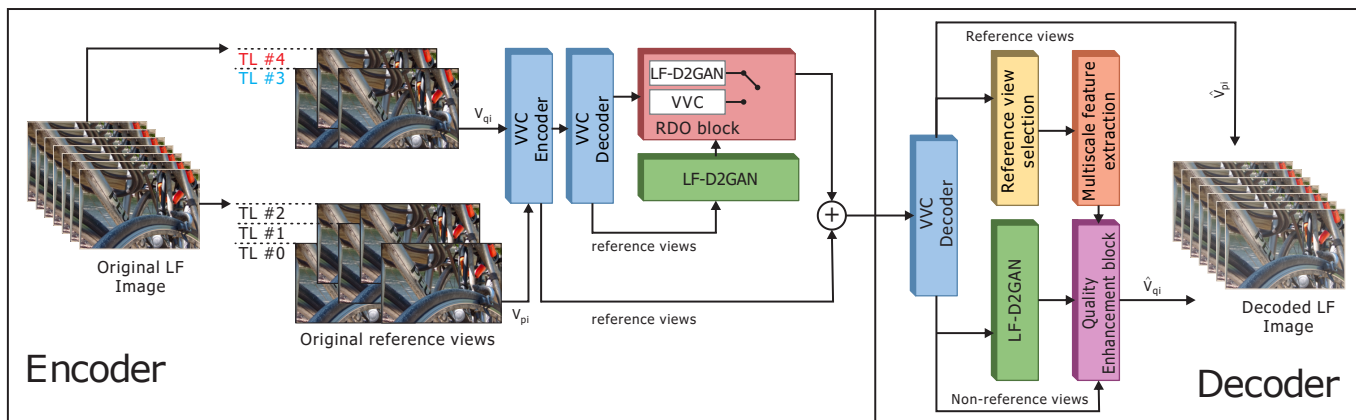 TL #4
TL #3
V_qi
Original LF
Image
TL #2
TL #1
TL #0
V_pi
Original reference views
VVC
Encoder
VVC
Decoder
LF-D2GAN
VVC
RDO block
LF-D2GAN
reference views
reference views
+
Encoder
Reference views
VVC
Decoder
Reference view
selection
Multiscale feature
extraction
LF-D2GAN
Quality
Enhancement block
Non-reference views
V̂_pi
V̂_qi
Decoded LF
Image
Decoder